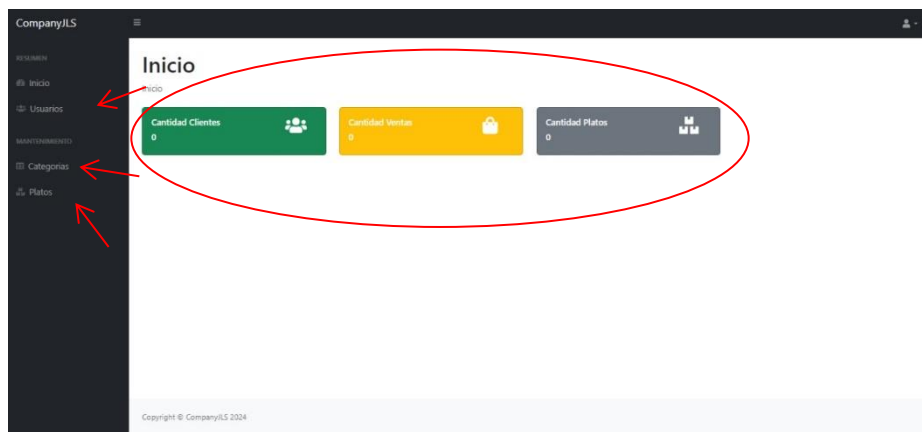 CompanyJLS
RESUMEN
Inicio
Usuarios
MANTENIMIENTO
Categorias
Platos
Inicio
Inicio
Cantidad Clientes
0
Cantidad Ventas
0
Cantidad Platos
0
Copyright © CompanyJLS 2024